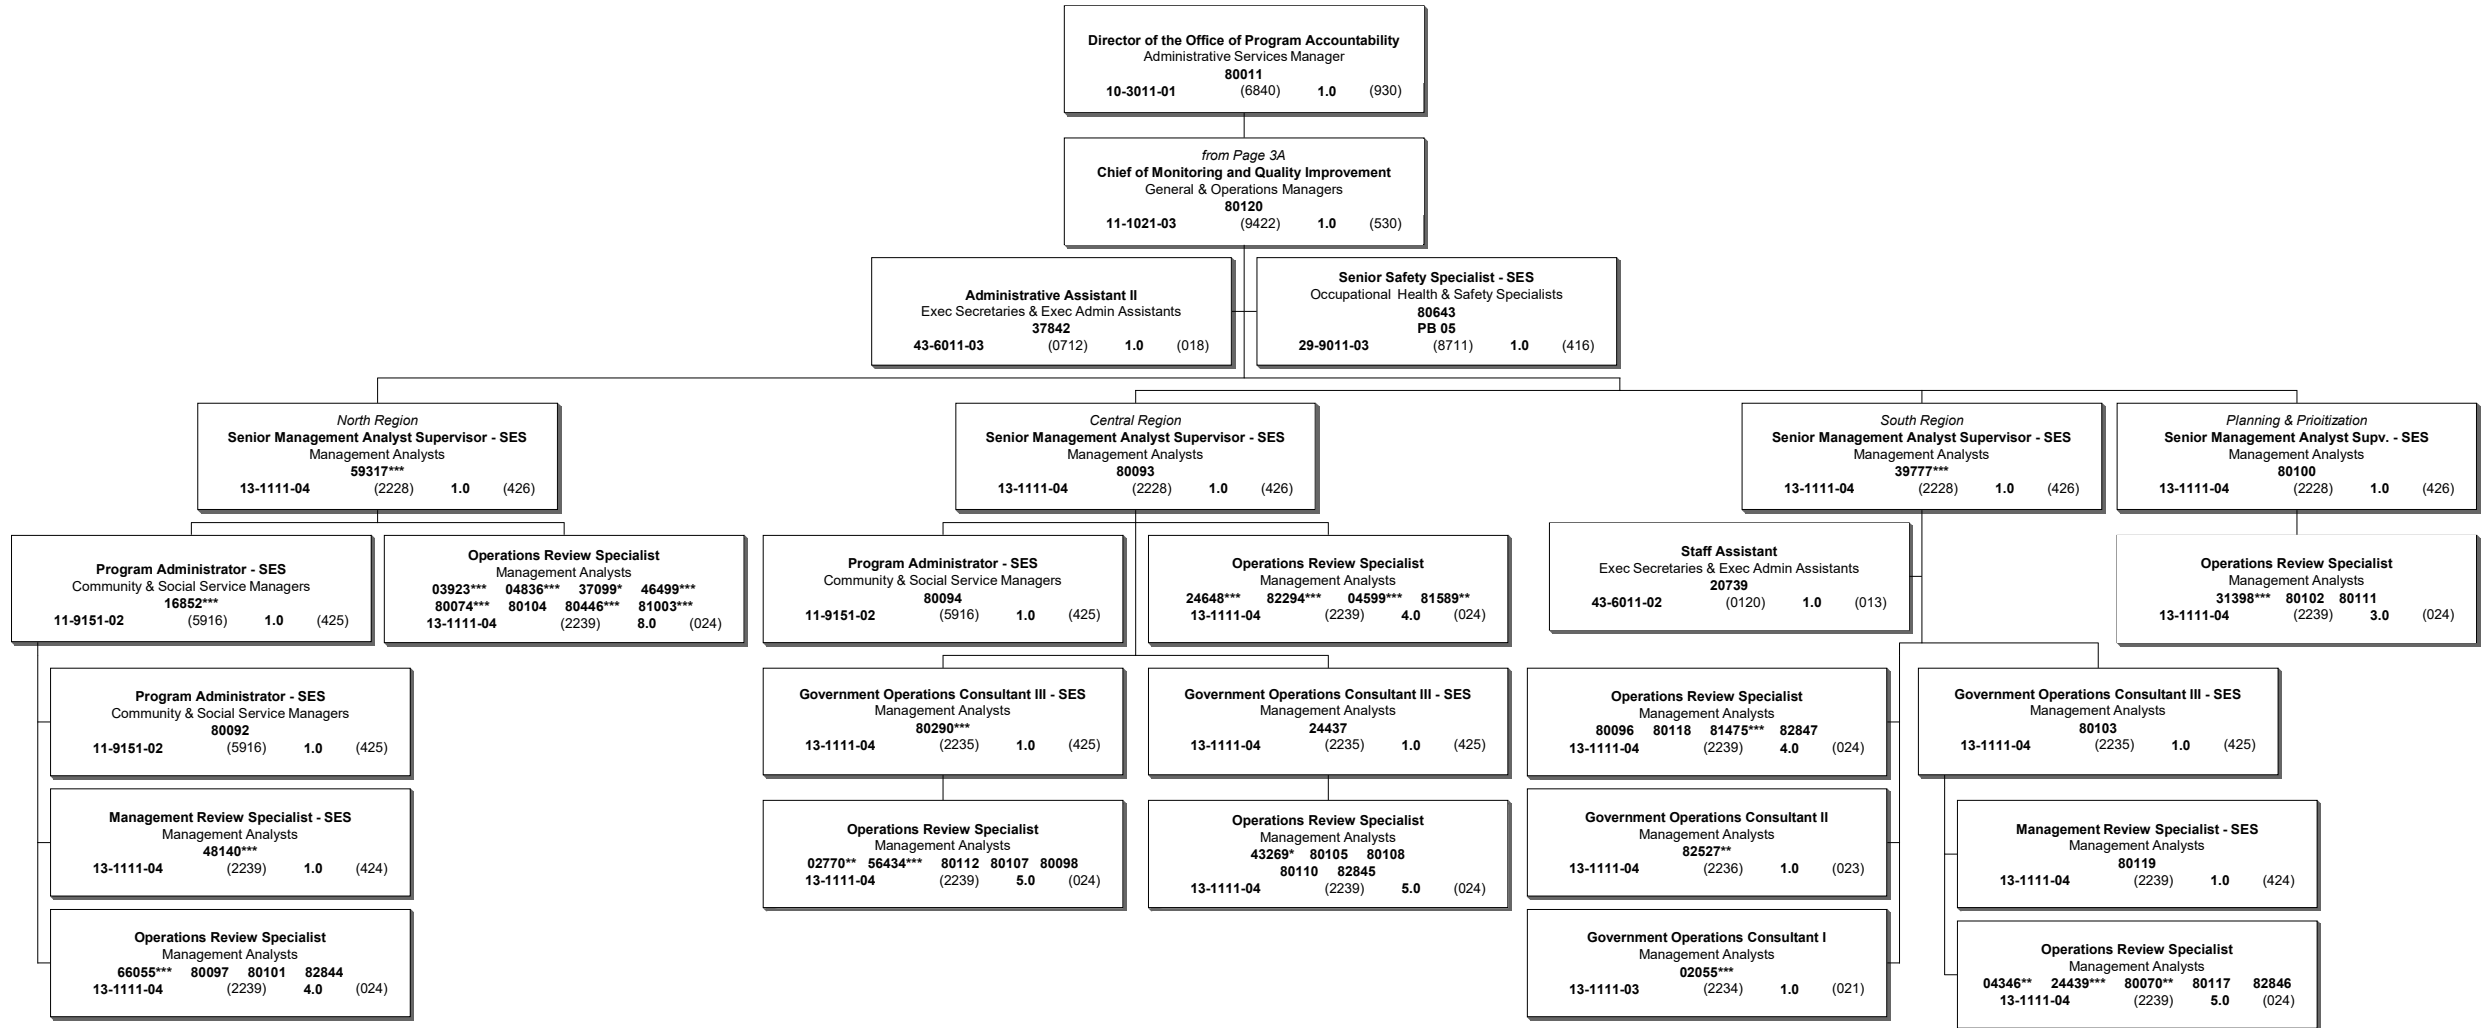 Director of the Office of Program Accountability
Administrative Services Manager
80011
10-3011-01 (6840) 1.0 (930)
from Page 3A
Chief of Monitoring and Quality Improvement
General & Operations Managers
80120
11-1021-03 (9422) 1.0 (530)
Administrative Assistant II
Exec Secretaries & Exec Admin Assistants
37842
43-6011-03 (0712) 1.0 (018)
Senior Safety Specialist - SES
Occupational Health & Safety Specialists
80643
PB 05
29-9011-03 (8711) 1.0 (416)
North Region
Senior Management Analyst Supervisor - SES
Management Analysts
59317***
13-1111-04 (2228) 1.0 (426)
Central Region
Senior Management Analyst Supervisor - SES
Management Analysts
80093
13-1111-04 (2228) 1.0 (426)
South Region
Senior Management Analyst Supervisor - SES
Management Analysts
39777***
13-1111-04 (2228) 1.0 (426)
Planning & Prioitization
Senior Management Analyst Supv. - SES
Management Analysts
80100
13-1111-04 (2228) 1.0 (426)
Program Administrator - SES
Community & Social Service Managers
16852***
11-9151-02 (5916) 1.0 (425)
Operations Review Specialist
Management Analysts
03923*** 04836*** 37099* 46499***
80074*** 80104 80446*** 81003***
13-1111-04 (2239) 8.0 (024)
Program Administrator - SES
Community & Social Service Managers
80094
11-9151-02 (5916) 1.0 (425)
Operations Review Specialist
Management Analysts
24648*** 82294*** 04599*** 81589**
13-1111-04 (2239) 4.0 (024)
Staff Assistant
Exec Secretaries & Exec Admin Assistants
20739
43-6011-02 (0120) 1.0 (013)
Operations Review Specialist
Management Analysts
31398*** 80102 80111
13-1111-04 (2239) 3.0 (024)
Program Administrator - SES
Community & Social Service Managers
80092
11-9151-02 (5916) 1.0 (425)
Government Operations Consultant III - SES
Management Analysts
80290***
13-1111-04 (2235) 1.0 (425)
Government Operations Consultant III - SES
Management Analysts
24437
13-1111-04 (2235) 1.0 (425)
Operations Review Specialist
Management Analysts
80096 80118 81475*** 82847
13-1111-04 (2239) 4.0 (024)
Government Operations Consultant III - SES
Management Analysts
80103
13-1111-04 (2235) 1.0 (425)
Management Review Specialist - SES
Management Analysts
48140***
13-1111-04 (2239) 1.0 (424)
Operations Review Specialist
Management Analysts
02770** 56434*** 80112 80107 80098
13-1111-04 (2239) 5.0 (024)
Operations Review Specialist
Management Analysts
43269* 80105 80108
80110 82845
13-1111-04 (2239) 5.0 (024)
Government Operations Consultant II
Management Analysts
82527**
13-1111-04 (2236) 1.0 (023)
Management Review Specialist - SES
Management Analysts
80119
13-1111-04 (2239) 1.0 (424)
Operations Review Specialist
Management Analysts
66055*** 80097 80101 82844
13-1111-04 (2239) 4.0 (024)
Government Operations Consultant I
Management Analysts
02055***
13-1111-03 (2234) 1.0 (021)
Operations Review Specialist
Management Analysts
04346** 24439*** 80070** 80117 82846
13-1111-04 (2239) 5.0 (024)